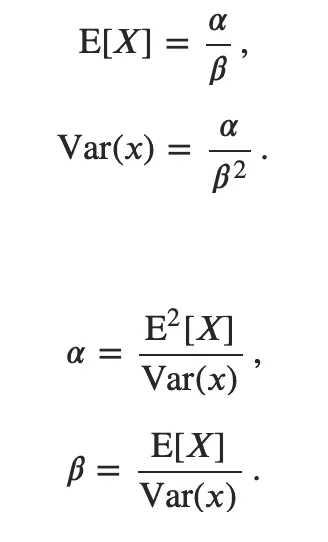 E[X] = α/β ,
Var(x) = α/β² .
α = E²[X]/Var(x) ,
β = E[X]/Var(x) .